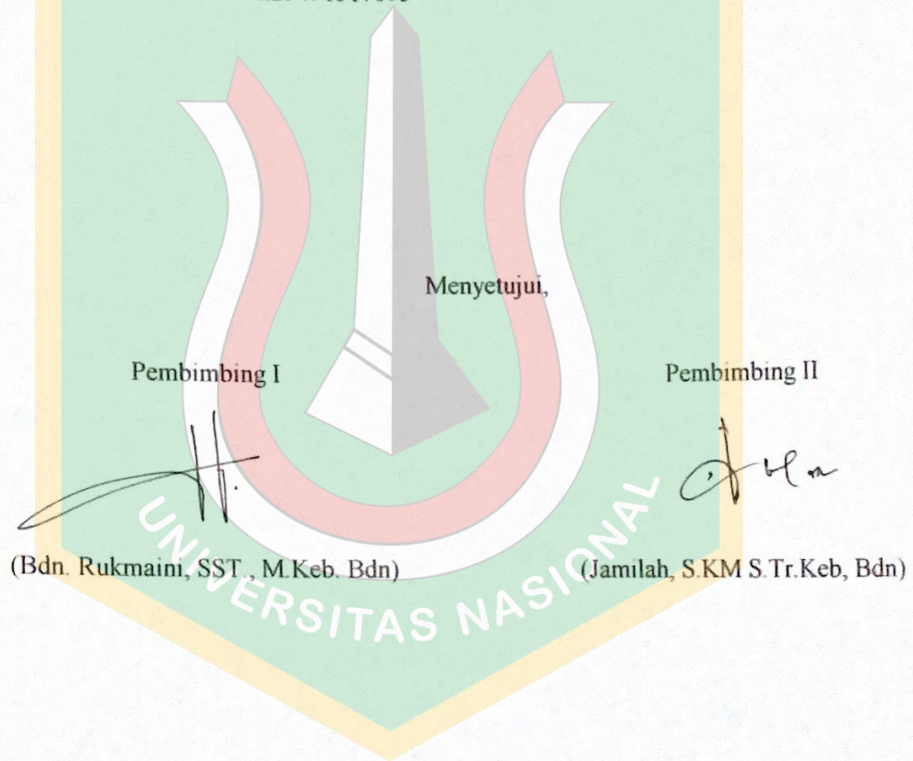 Menyetujui,
Pembimbing I Pembimbing II
(Bdn. Rukmaini, SST., M.Keb. Bdn) (Jamilah, S.KM S.Tr.Keb, Bdn)
UNIVERSITAS NASIONAL